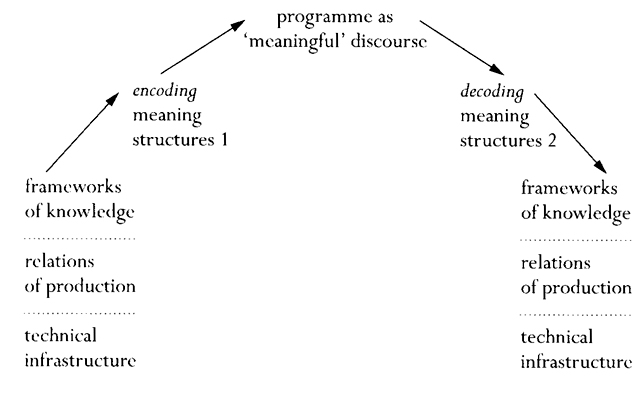 programme as
‘meaningful’ discourse
encoding
meaning
structures 1
decoding
meaning
structures 2
frameworks
of knowledge
relations
of production
technical
infrastructure
frameworks
of knowledge
relations
of production
technical
infrastructure